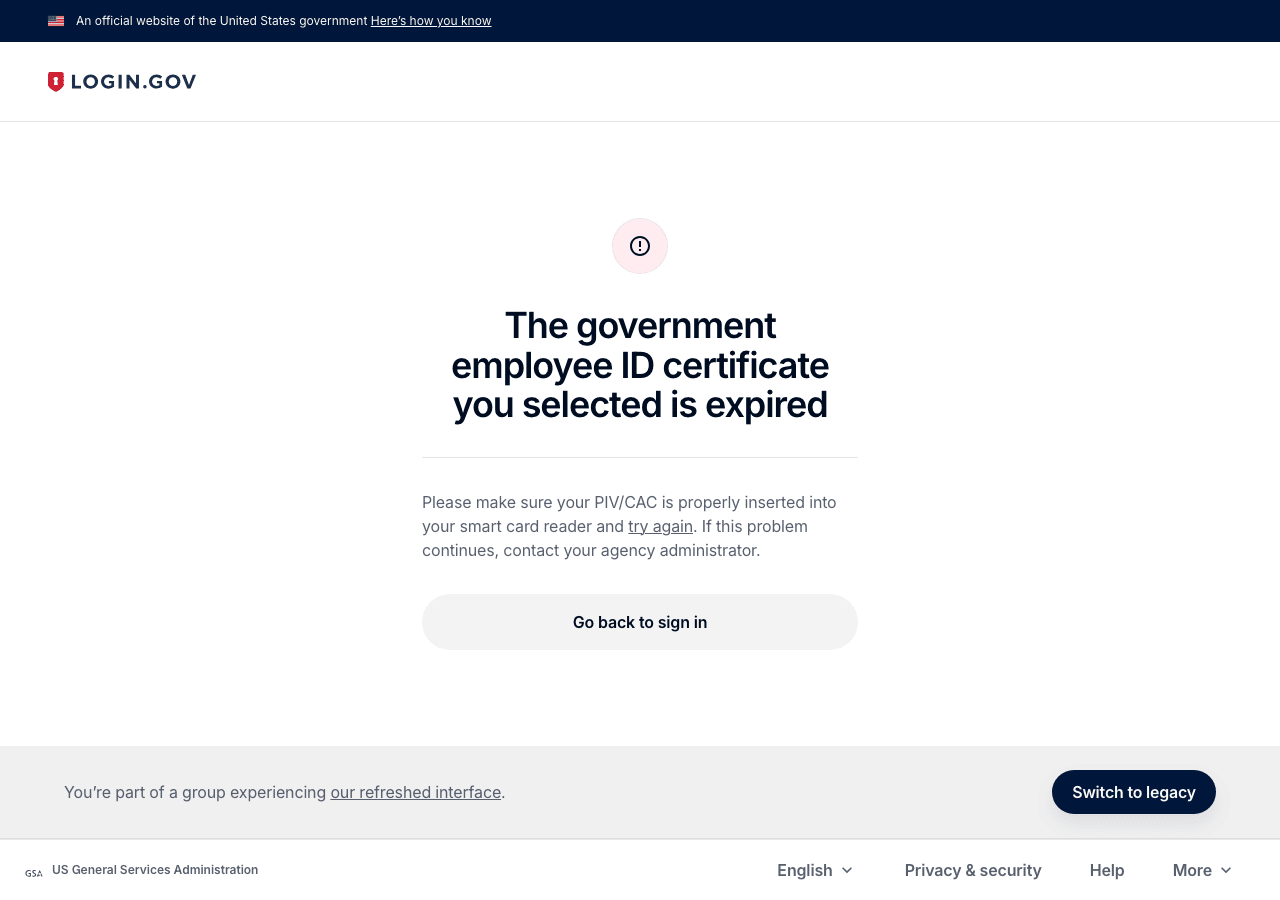 An official website of the United States government Here’s how you know
LOGIN.GOV
The government
employee ID certificate
you selected is expired
Please make sure your PIV/CAC is properly inserted into
your smart card reader and try again. If this problem
continues, contact your agency administrator.
Go back to sign in
You’re part of a group experiencing our refreshed interface.
Switch to legacy
GSA US General Services Administration
English
Privacy & security
Help
More